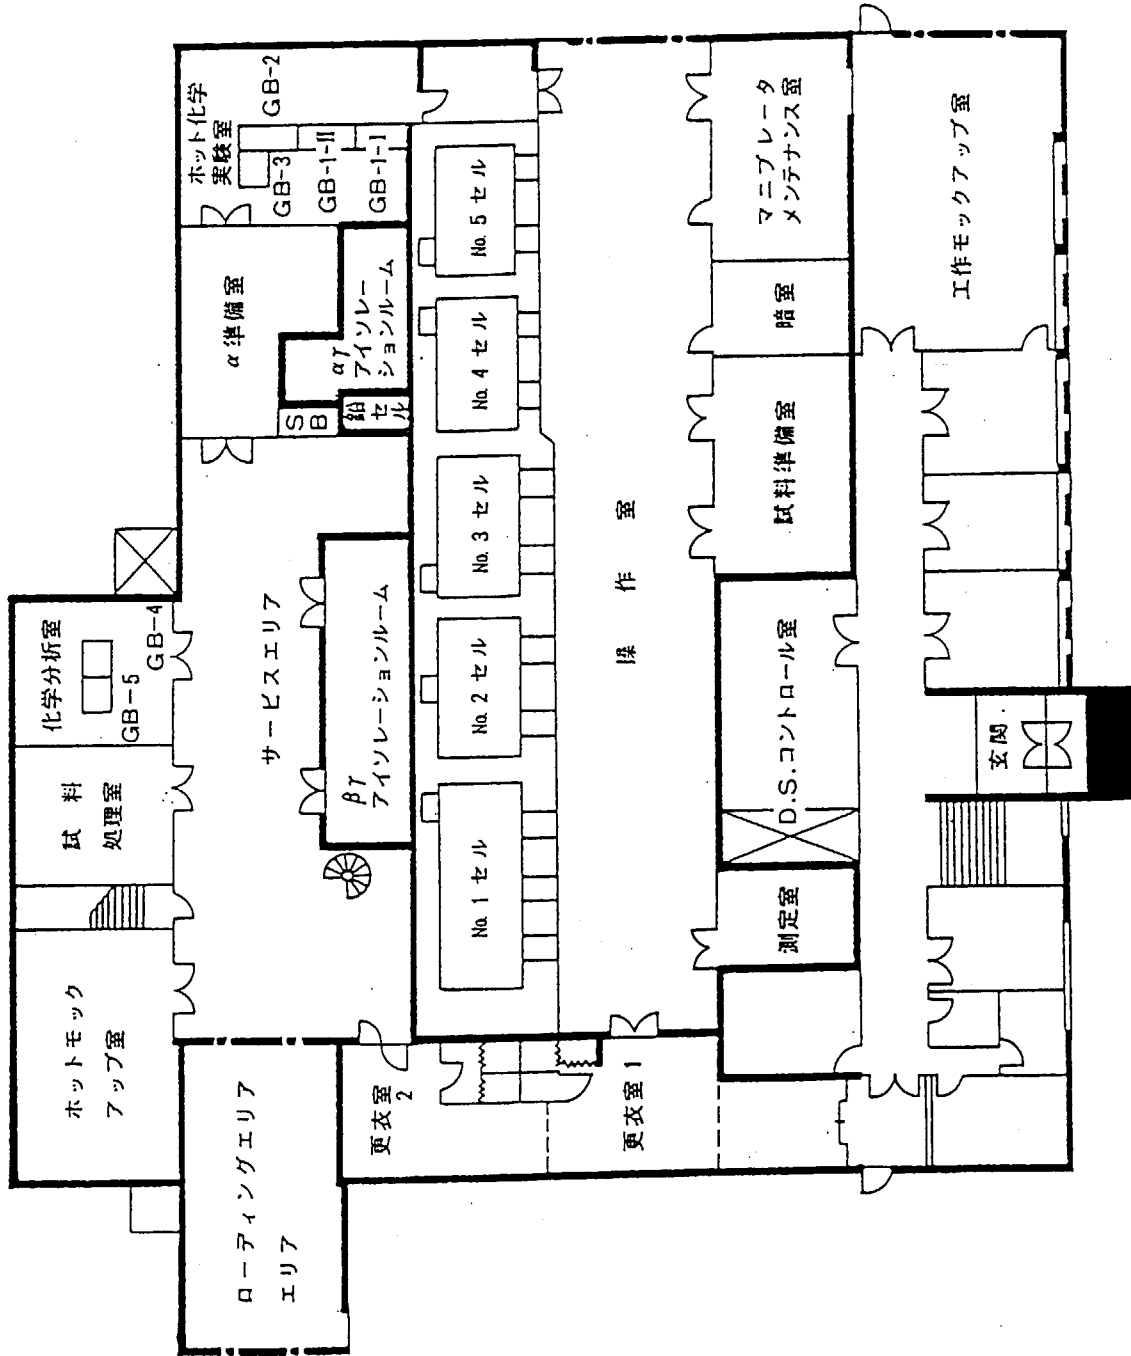 ホットモック
アップ室
試料
処理室
化学分析室
GB-5
GB-4
ローディングエリア
エリア
サービスエリア
βγ
アイソレーションルーム
α準備室
SB
鉛セル
αγ
アイソレー
ションルーム
ホット化学
実験室
GB-3
GB-2
GB-1-II
GB-1-I
更衣室
2
更衣室1
No.1セル
No.2セル
No.3セル
No.4セル
No.5セル
操作室
測定室
D.S.コントロール室
試料準備室
暗室
マニプレータ
メンテナンス室
玄関
工作モックアップ室